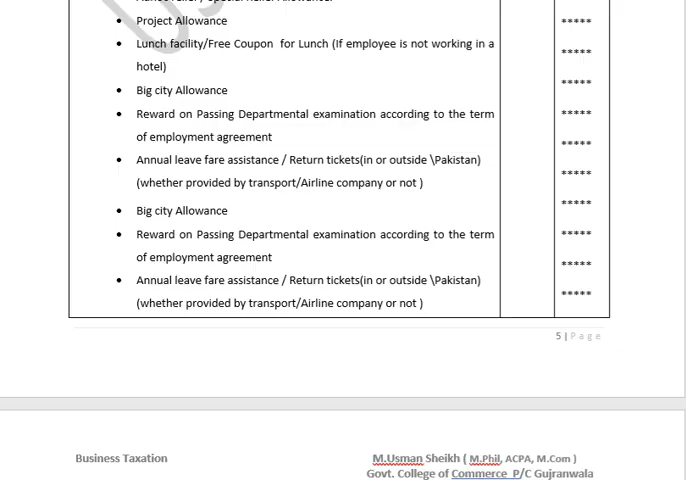 • Project Allowance *****
• Lunch facility/Free Coupon for Lunch (If employee is not working in a *****
hotel)
• Big city Allowance *****
• Reward on Passing Departmental examination according to the term *****
of employment agreement *****
• Annual leave fare assistance / Return tickets(in or outside \Pakistan) *****
(whether provided by transport/Airline company or not ) *****
• Big city Allowance *****
• Reward on Passing Departmental examination according to the term *****
of employment agreement *****
• Annual leave fare assistance / Return tickets(in or outside \Pakistan) *****
(whether provided by transport/Airline company or not )
5 | P a g e
Business Taxation M.Usman Sheikh ( M.Phil, ACPA, M.Com )
Govt. College of Commerce P/C Gujranwala